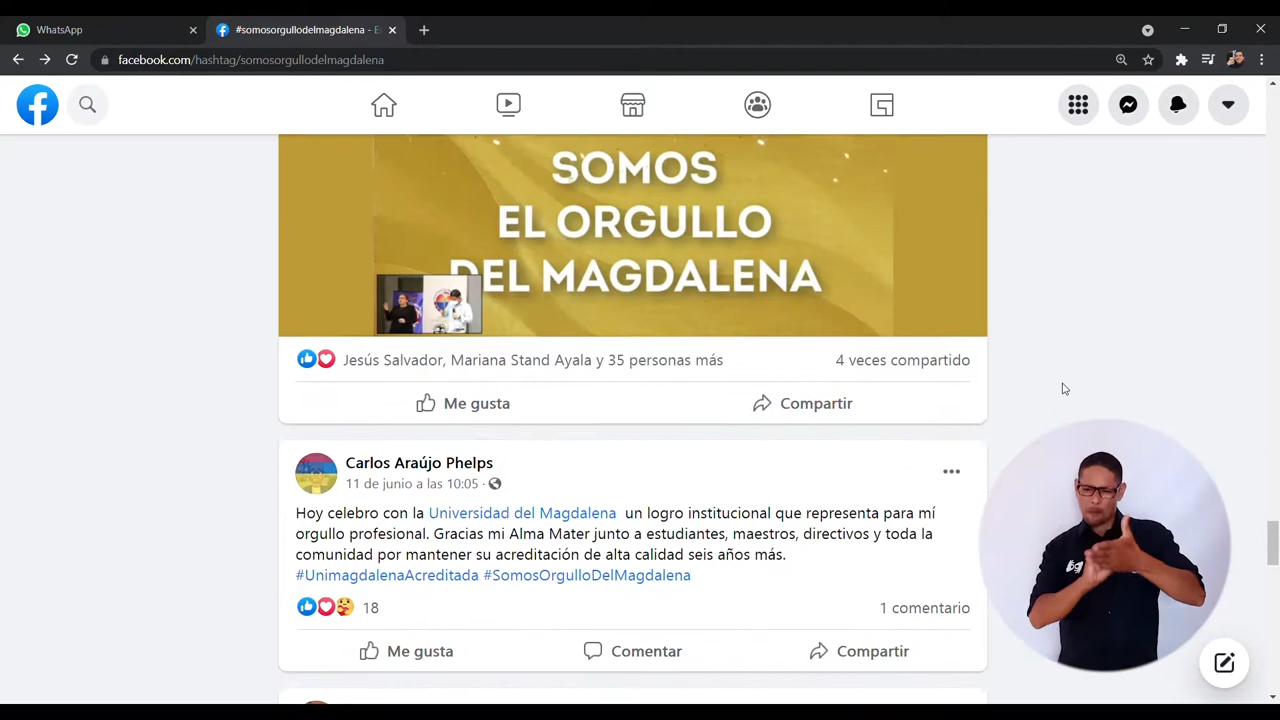 WhatsApp
#somosorgullodelmagdalena - E
facebook.com/hashtag/somosorgullodelmagdalena
SOMOS
EL ORGULLO
DEL MAGDALENA
Jesús Salvador, Mariana Stand Ayala y 35 personas más
4 veces compartido
Me gusta
Compartir
Carlos Araújo Phelps
11 de junio a las 10:05 ·
Hoy celebro con la Universidad del Magdalena un logro institucional que representa para mí
orgullo profesional. Gracias mi Alma Mater junto a estudiantes, maestros, directivos y toda la
comunidad por mantener su acreditación de alta calidad seis años más.
#UnimagdalenaAcreditada #SomosOrgulloDelMagdalena
18
1 comentario
Me gusta
Comentar
Compartir